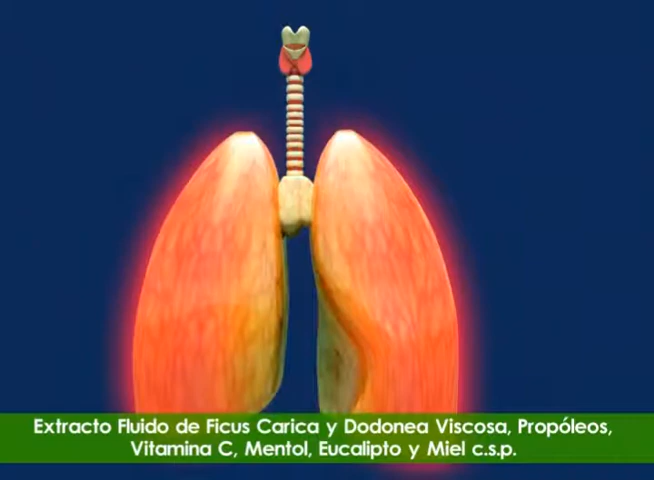 Extracto Fluido de Ficus Carica y Dodonea Viscosa, Propóleos,
Vitamina C, Mentol, Eucalipto y Miel c.s.p.